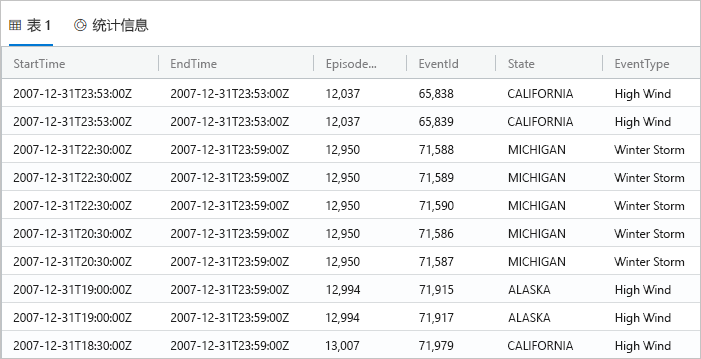 表 1 统计信息
StartTime EndTime Episode... EventId State EventType
2007-12-31T23:53:00Z 2007-12-31T23:53:00Z 12,037 65,838 CALIFORNIA High Wind
2007-12-31T23:53:00Z 2007-12-31T23:53:00Z 12,037 65,839 CALIFORNIA High Wind
2007-12-31T22:30:00Z 2007-12-31T23:59:00Z 12,950 71,588 MICHIGAN Winter Storm
2007-12-31T22:30:00Z 2007-12-31T23:59:00Z 12,950 71,589 MICHIGAN Winter Storm
2007-12-31T22:30:00Z 2007-12-31T23:59:00Z 12,950 71,590 MICHIGAN Winter Storm
2007-12-31T20:30:00Z 2007-12-31T23:59:00Z 12,950 71,586 MICHIGAN Winter Storm
2007-12-31T20:30:00Z 2007-12-31T23:59:00Z 12,950 71,587 MICHIGAN Winter Storm
2007-12-31T19:00:00Z 2007-12-31T23:59:00Z 12,994 71,915 ALASKA High Wind
2007-12-31T19:00:00Z 2007-12-31T23:59:00Z 12,994 71,917 ALASKA High Wind
2007-12-31T18:30:00Z 2007-12-31T23:59:00Z 13,007 71,979 CALIFORNIA High Wind